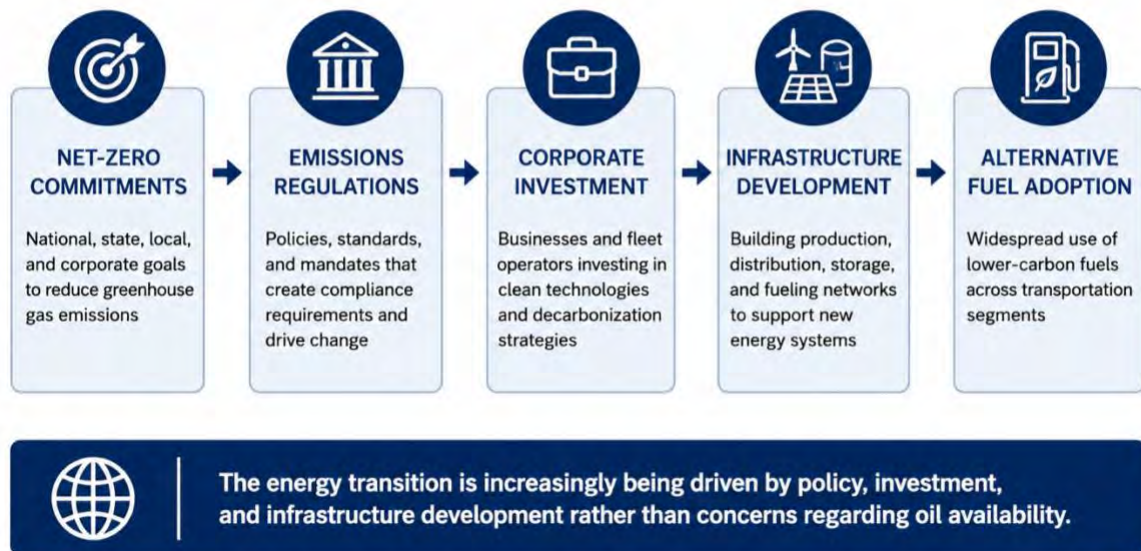 NET-ZERO
COMMITMENTS
National, state, local,
and corporate goals
to reduce greenhouse
gas emissions
EMISSIONS
REGULATIONS
Policies, standards,
and mandates that
create compliance
requirements and
drive change
CORPORATE
INVESTMENT
Businesses and fleet
operators investing in
clean technologies
and decarbonization
strategies
INFRASTRUCTURE
DEVELOPMENT
Building production,
distribution, storage,
and fueling networks
to support new
energy systems
ALTERNATIVE
FUEL ADOPTION
Widespread use of
lower-carbon fuels
across transportation
segments
The energy transition is increasingly being driven by policy, investment,
and infrastructure development rather than concerns regarding oil availability.